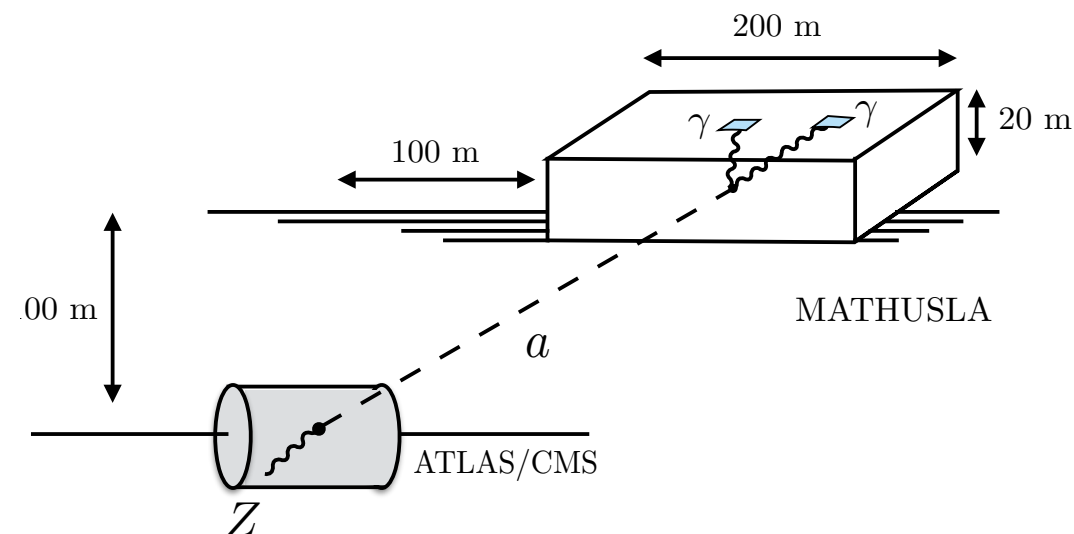 200 m
γ
γ
20 m
100 m
.00 m
MATHUSLA
a
ATLAS/CMS
Z